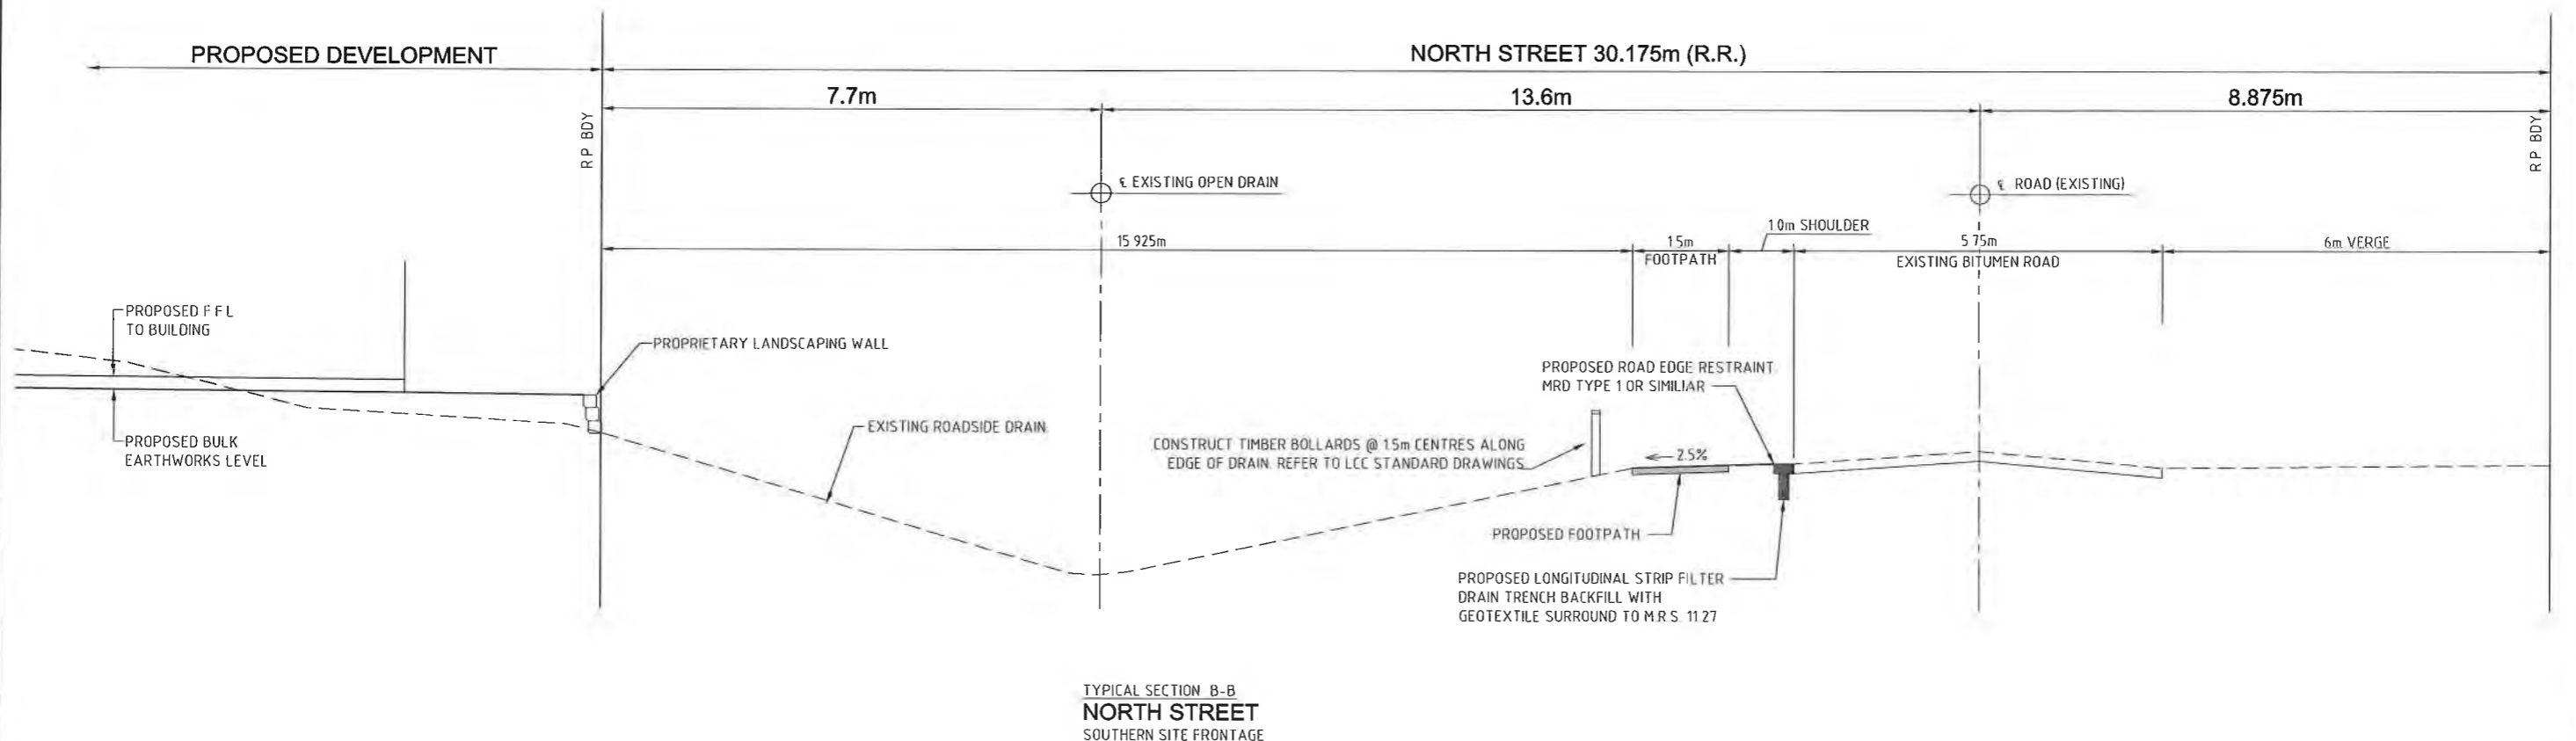 PROPOSED DEVELOPMENT
NORTH STREET 30.175m (R.R.)
7.7m
13.6m
8.875m
R P BDY
R P BDY
℄ EXISTING OPEN DRAIN
℄ ROAD (EXISTING)
15 925m
1.5m
FOOTPATH
1.0m SHOULDER
5 75m
EXISTING BITUMEN ROAD
6m VERGE
PROPOSED F F L
TO BUILDING
PROPRIETARY LANDSCAPING WALL
PROPOSED ROAD EDGE RESTRAINT
MRD TYPE 1 OR SIMILIAR
EXISTING ROADSIDE DRAIN
PROPOSED BULK
EARTHWORKS LEVEL
CONSTRUCT TIMBER BOLLARDS @ 1.5m CENTRES ALONG
EDGE OF DRAIN. REFER TO LCC STANDARD DRAWINGS
2.5%
PROPOSED FOOTPATH
PROPOSED LONGITUDINAL STRIP FILTER
DRAIN TRENCH BACKFILL WITH
GEOTEXTILE SURROUND TO M.R.S. 11.27
TYPICAL SECTION B-B
NORTH STREET
SOUTHERN SITE FRONTAGE